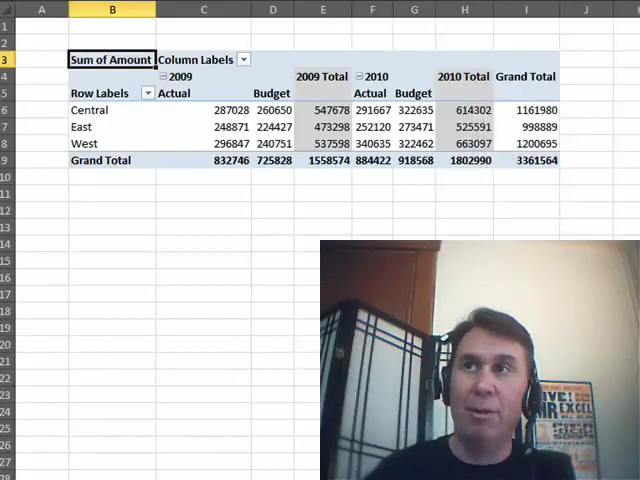 A B C D E F G H I J K
1
2
3 Sum of Amount Column Labels
4 2009 2009 Total 2010 2010 Total Grand Total
5 Row Labels Actual Budget Actual Budget
6 Central 287028 260650 547678 291667 322635 614302 1161980
7 East 248871 224427 473298 252120 273471 525591 998889
8 West 296847 240751 537598 340635 322462 663097 1200695
9 Grand Total 832746 725828 1558574 884422 918568 1802990 3361564
10
11
12
13
14
15
16
17
18
19
20
21
22
23
24
25
26
27
28
LIVE!
EXCEL